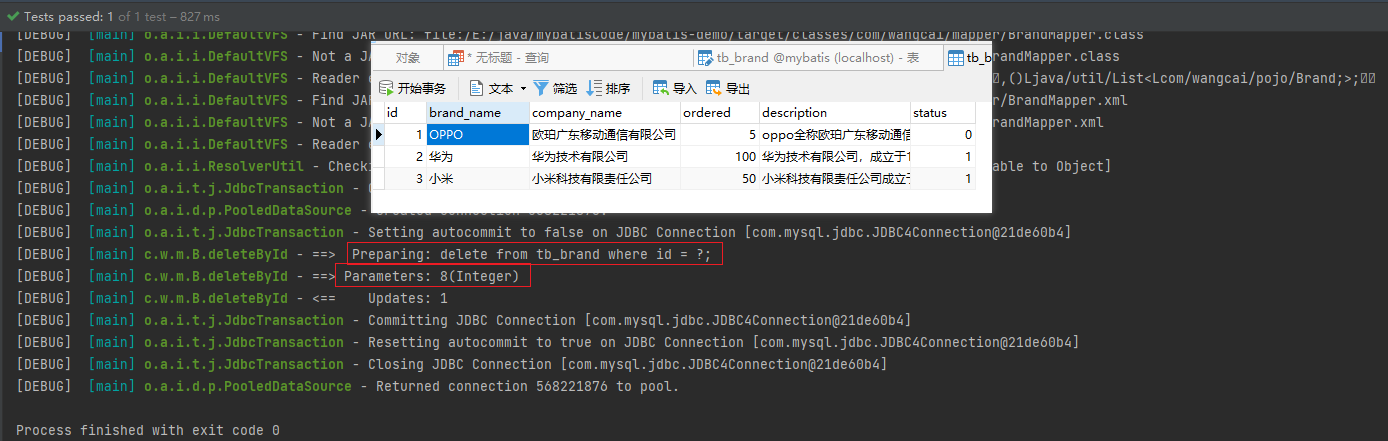 Tests passed: 1 of 1 test – 827 ms
[DEBUG] [main] o.a.i.i.DefaultVFS - Find JAR URL: file:/E:/java/mybatisCode/mybatis-demo/target/classes/com/wangcai/mapper/BrandMapper.class
[DEBUG] [main] o.a.i.i.DefaultVFS - Not a JA randMapper.class
[DEBUG] [main] o.a.i.i.DefaultVFS - Reader ,()Ljava/util/List<Lcom/wangcai/pojo/Brand;>;
[DEBUG] [main] o.a.i.i.DefaultVFS - Find JAR r/BrandMapper.xml
[DEBUG] [main] o.a.i.i.DefaultVFS - Not a JA randMapper.xml
[DEBUG] [main] o.a.i.i.DefaultVFS - Reader
[DEBUG] [main] o.a.i.i.ResolverUtil - Checki able to Object]
[DEBUG] [main] o.a.i.t.j.JdbcTransaction -
对象 * 无标题 - 查询 tb_brand @mybatis (localhost) - 表 tb_b
开始事务 文本 筛选 排序 导入 导出
id brand_name company_name ordered description status
1 OPPO 欧珀广东移动通信有限公司 5 oppo全称欧珀广东移动通信 0
2 华为 华为技术有限公司 100 华为技术有限公司，成立于1 1
3 小米 小米科技有限责任公司 50 小米科技有限责任公司成立于 1
[DEBUG] [main] o.a.i.d.p.PooledDataSource - Created connection 568221876.
[DEBUG] [main] o.a.i.t.j.JdbcTransaction - Setting autocommit to false on JDBC Connection [com.mysql.jdbc.JDBC4Connection@21de60b4]
[DEBUG] [main] c.w.m.B.deleteById - ==> Preparing: delete from tb_brand where id = ?;
[DEBUG] [main] c.w.m.B.deleteById - ==> Parameters: 8(Integer)
[DEBUG] [main] c.w.m.B.deleteById - <== Updates: 1
[DEBUG] [main] o.a.i.t.j.JdbcTransaction - Committing JDBC Connection [com.mysql.jdbc.JDBC4Connection@21de60b4]
[DEBUG] [main] o.a.i.t.j.JdbcTransaction - Resetting autocommit to true on JDBC Connection [com.mysql.jdbc.JDBC4Connection@21de60b4]
[DEBUG] [main] o.a.i.t.j.JdbcTransaction - Closing JDBC Connection [com.mysql.jdbc.JDBC4Connection@21de60b4]
[DEBUG] [main] o.a.i.d.p.PooledDataSource - Returned connection 568221876 to pool.
Process finished with exit code 0